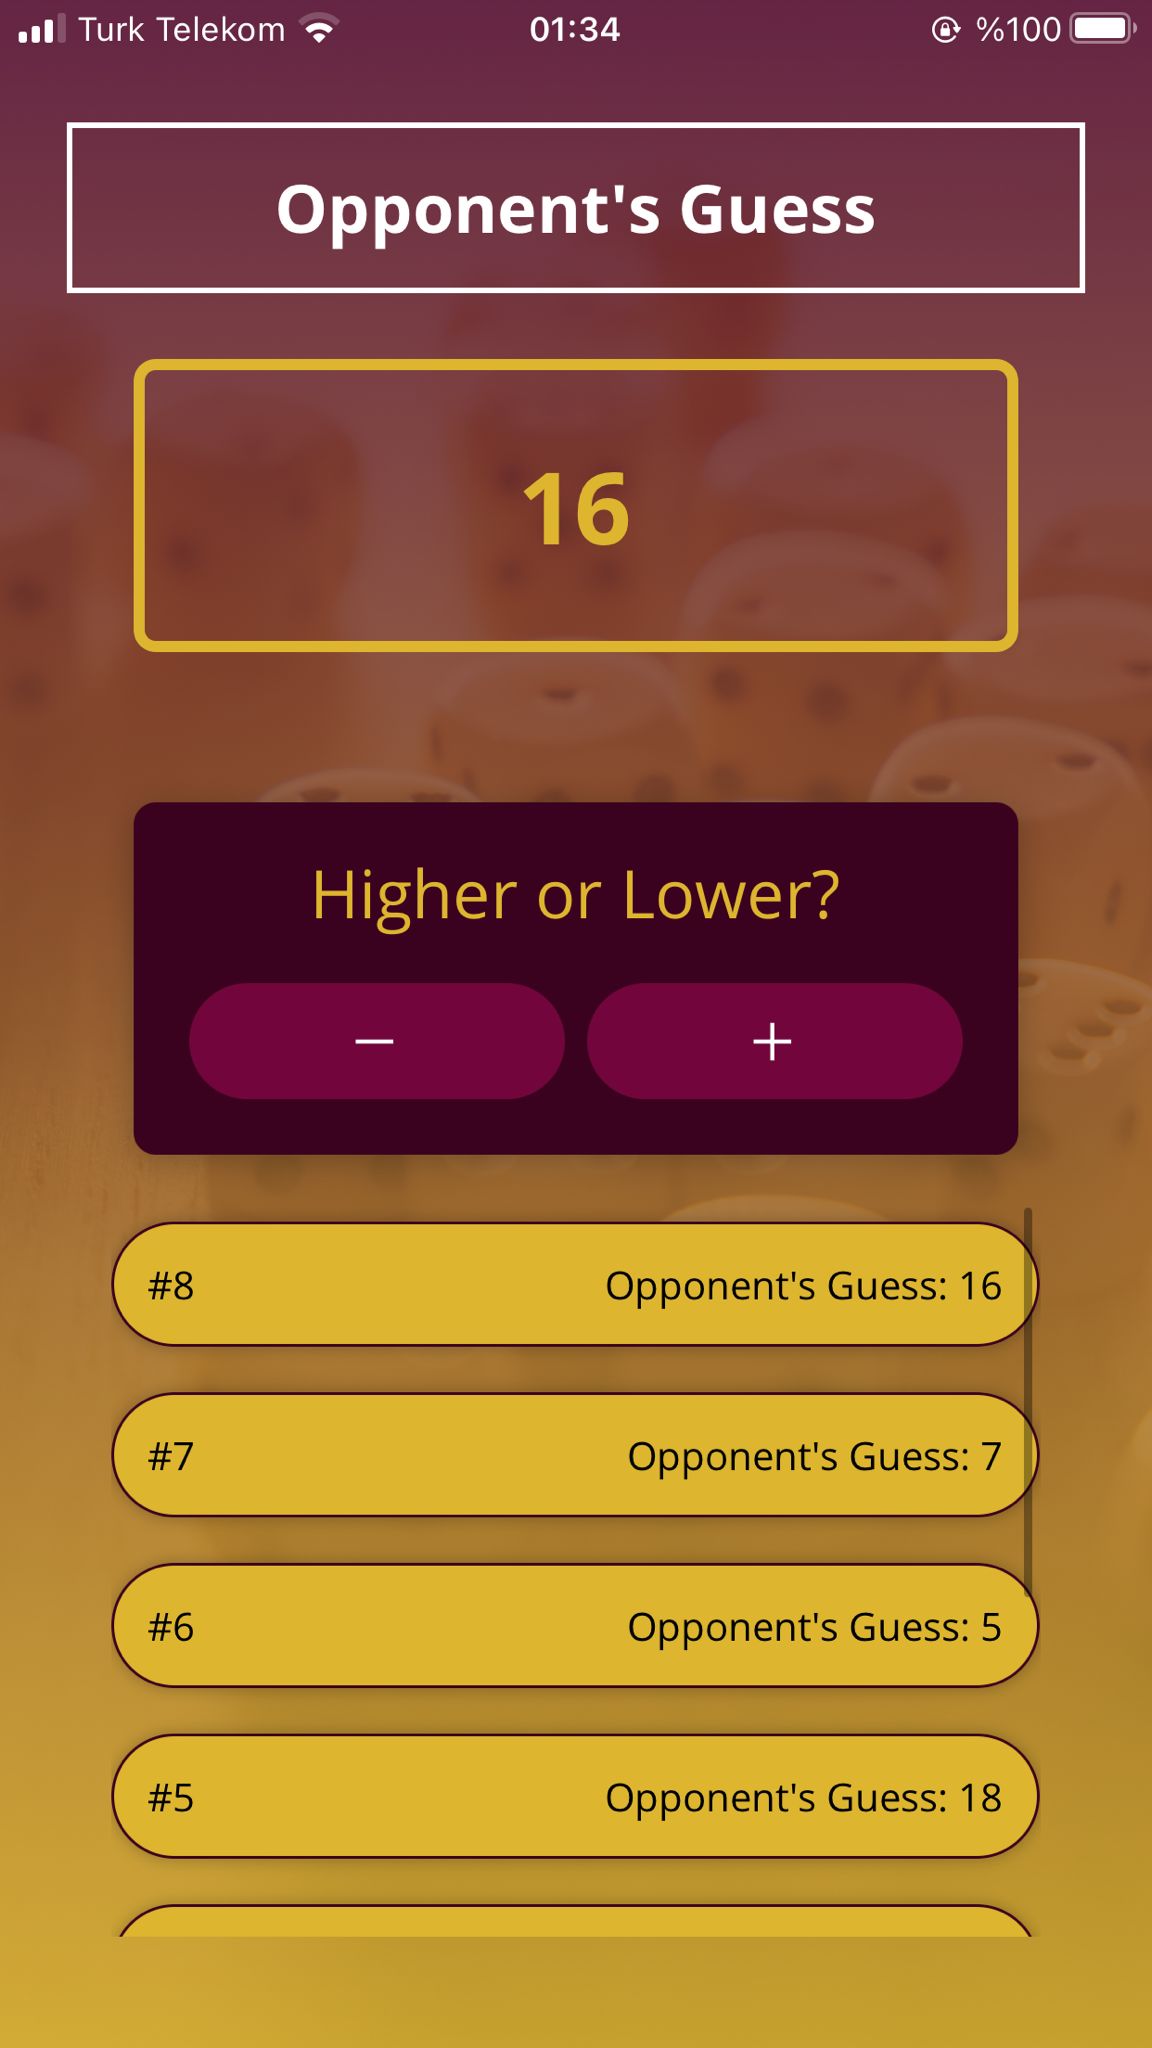 Turk Telekom 01:34 %100
Opponent's Guess
16
Higher or Lower?
#8 Opponent's Guess: 16
#7 Opponent's Guess: 7
#6 Opponent's Guess: 5
#5 Opponent's Guess: 18